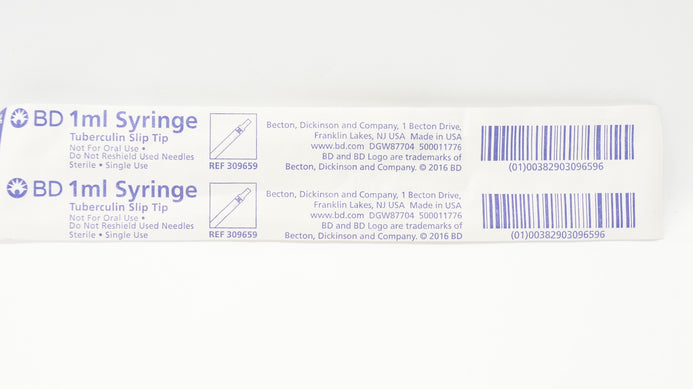 BD 1ml Syringe
Tuberculin Slip Tip
Not For Oral Use •
Do Not Reshield Used Needles
Sterile • Single Use
REF 309659
Becton, Dickinson and Company, 1 Becton Drive,
Franklin Lakes, NJ USA Made in USA
www.bd.com DGW87704 500011776
BD and BD Logo are trademarks of
Becton, Dickinson and Company. © 2016 BD
(01)00382903096596
BD 1ml Syringe
Tuberculin Slip Tip
Not For Oral Use •
Do Not Reshield Used Needles
Sterile • Single Use
REF 309659
Becton, Dickinson and Company, 1 Becton Drive,
Franklin Lakes, NJ USA Made in USA
www.bd.com DGW87704 500011776
BD and BD Logo are trademarks of
Becton, Dickinson and Company. © 2016 BD
(01)00382903096596